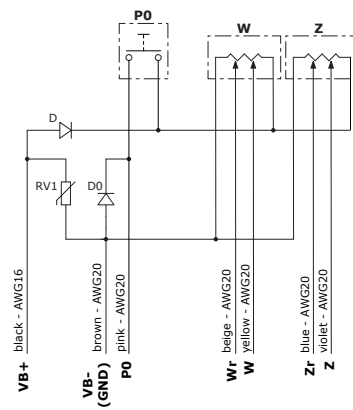 P0
W
Z
D
RV1
D0
black - AWG16
VB+
brown - AWG20
VB-
(GND)
pink - AWG20
P0
beige - AWG20
Wr
yellow - AWG20
W
blue - AWG20
Zr
violet - AWG20
Z